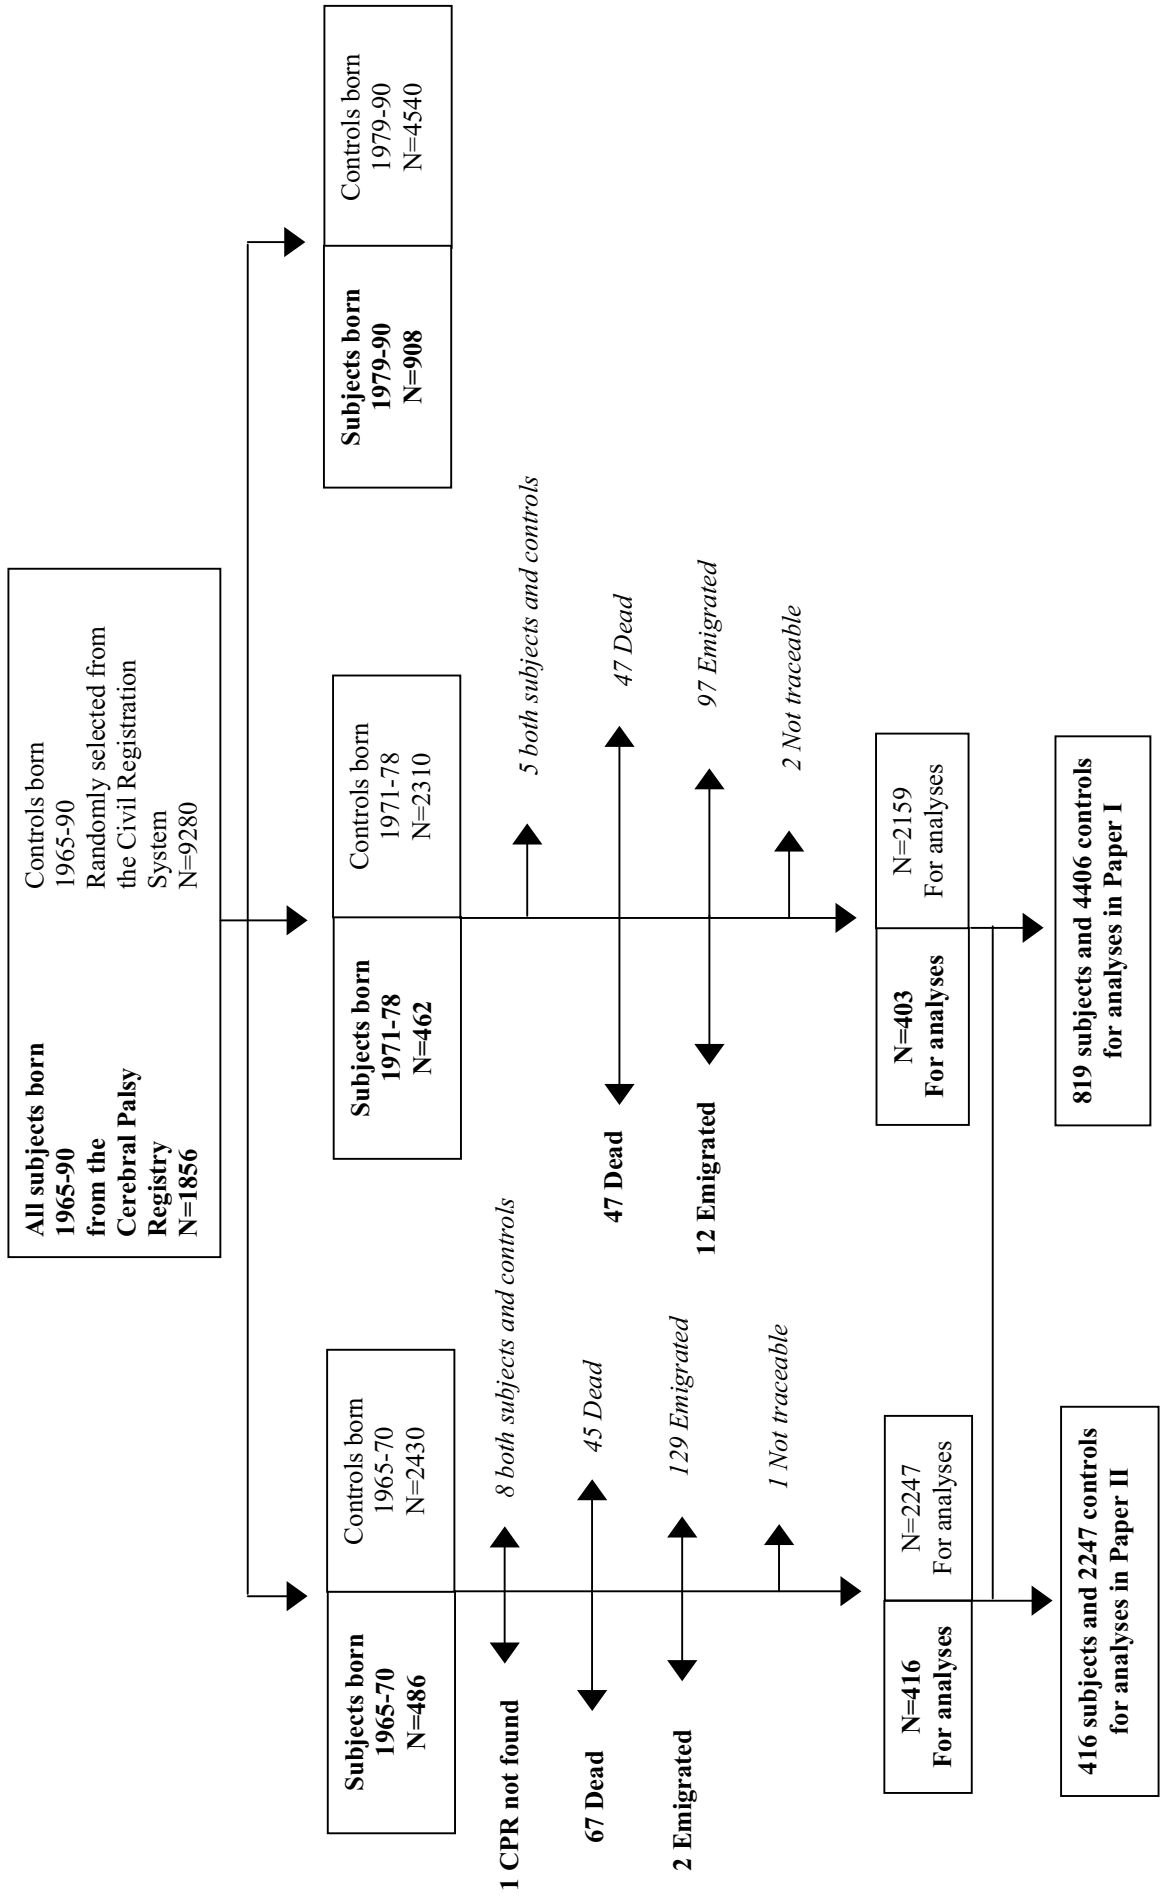 All subjects born
1965-90
from the
Cerebral Palsy
Registry
N=1856
Controls born
1965-90
Randomly selected from
the Civil Registration
System
N=9280
Subjects born
1965-70
N=486
Controls born
1965-70
N=2430
1 CPR not found
8 both subjects and controls
67 Dead
45 Dead
2 Emigrated
129 Emigrated
1 Not traceable
N=416
For analyses
N=2247
For analyses
416 subjects and 2247 controls
for analyses in Paper II
Subjects born
1971-78
N=462
Controls born
1971-78
N=2310
5 both subjects and controls
47 Dead
47 Dead
12 Emigrated
97 Emigrated
2 Not traceable
N=403
For analyses
N=2159
For analyses
819 subjects and 4406 controls
for analyses in Paper I
Subjects born
1979-90
N=908
Controls born
1979-90
N=4540